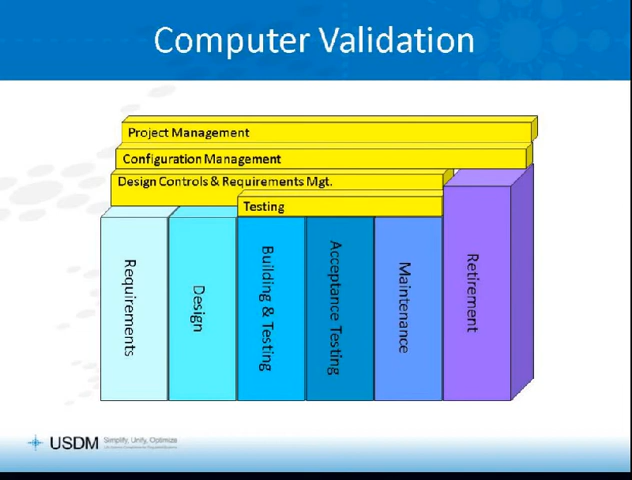 Computer Validation
Project Management
Configuration Management
Design Controls & Requirements Mgt.
Testing
Requirements
Design
Building & Testing
Acceptance Testing
Maintenance
Retirement
USDM
Simplify, Unify, Optimize